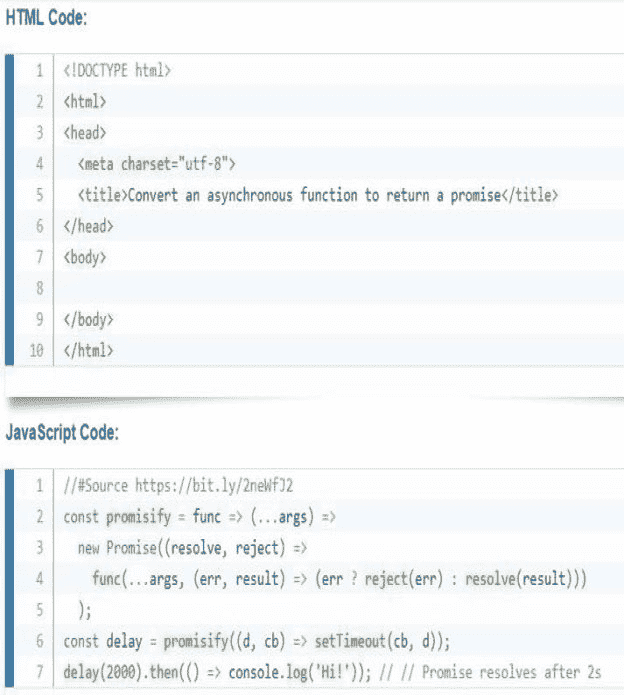 HTML Code:
1 <!DOCTYPE html>
2 <html>
3 <head>
4 <meta charset="utf-8">
5 <title>Convert an asynchronous function to return a promise</title>
6 </head>
7 <body>
8
9 </body>
10 </html>
JavaScript Code:
1 //#Source https://bit.ly/2neWfJ2
2 const promisify = func => (...args) =>
3 new Promise((resolve, reject) =>
4 func(...args, (err, result) => (err ? reject(err) : resolve(result)))
5 );
6 const delay = promisify((d, cb) => setTimeout(cb, d));
7 delay(2000).then(() => console.log('Hi!')); // // Promise resolves after 2s